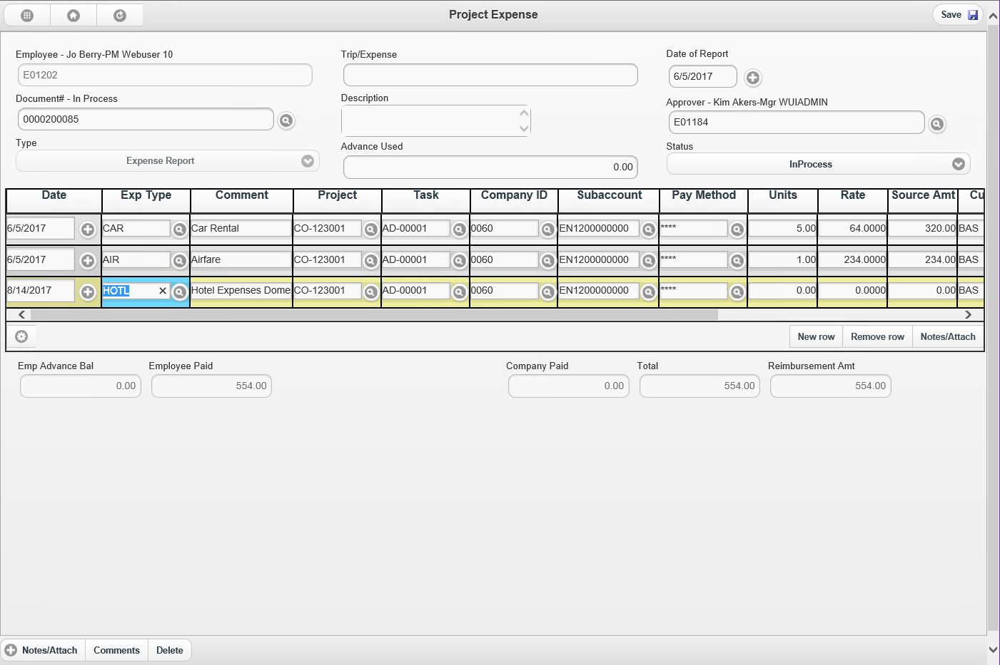 Project Expense
Save
Employee - Jo Berry-PM Webuser 10
E01202
Trip/Expense
Date of Report
6/5/2017
Document# - In Process
0000200085
Description
Approver - Kim Akers-Mgr WUIADMIN
E01184
Type
Expense Report
Advance Used
0.00
Status
InProcess
Date Exp Type Comment Project Task Company ID Subaccount Pay Method Units Rate Source Amt Cu
6/5/2017 CAR Car Rental CO-123001 AD-00001 0060 EN1200000000 **** 5.00 64.0000 320.00 BAS
6/5/2017 AIR Airfare CO-123001 AD-00001 0060 EN1200000000 **** 1.00 234.0000 234.00 BAS
8/14/2017 HOTL Hotel Expenses Dome CO-123001 AD-00001 0060 EN1200000000 **** 0.00 0.0000 0.00 BAS
New row Remove row Notes/Attach
Emp Advance Bal Employee Paid Company Paid Total Reimbursement Amt
0.00 554.00 0.00 554.00 554.00
Notes/Attach Comments Delete